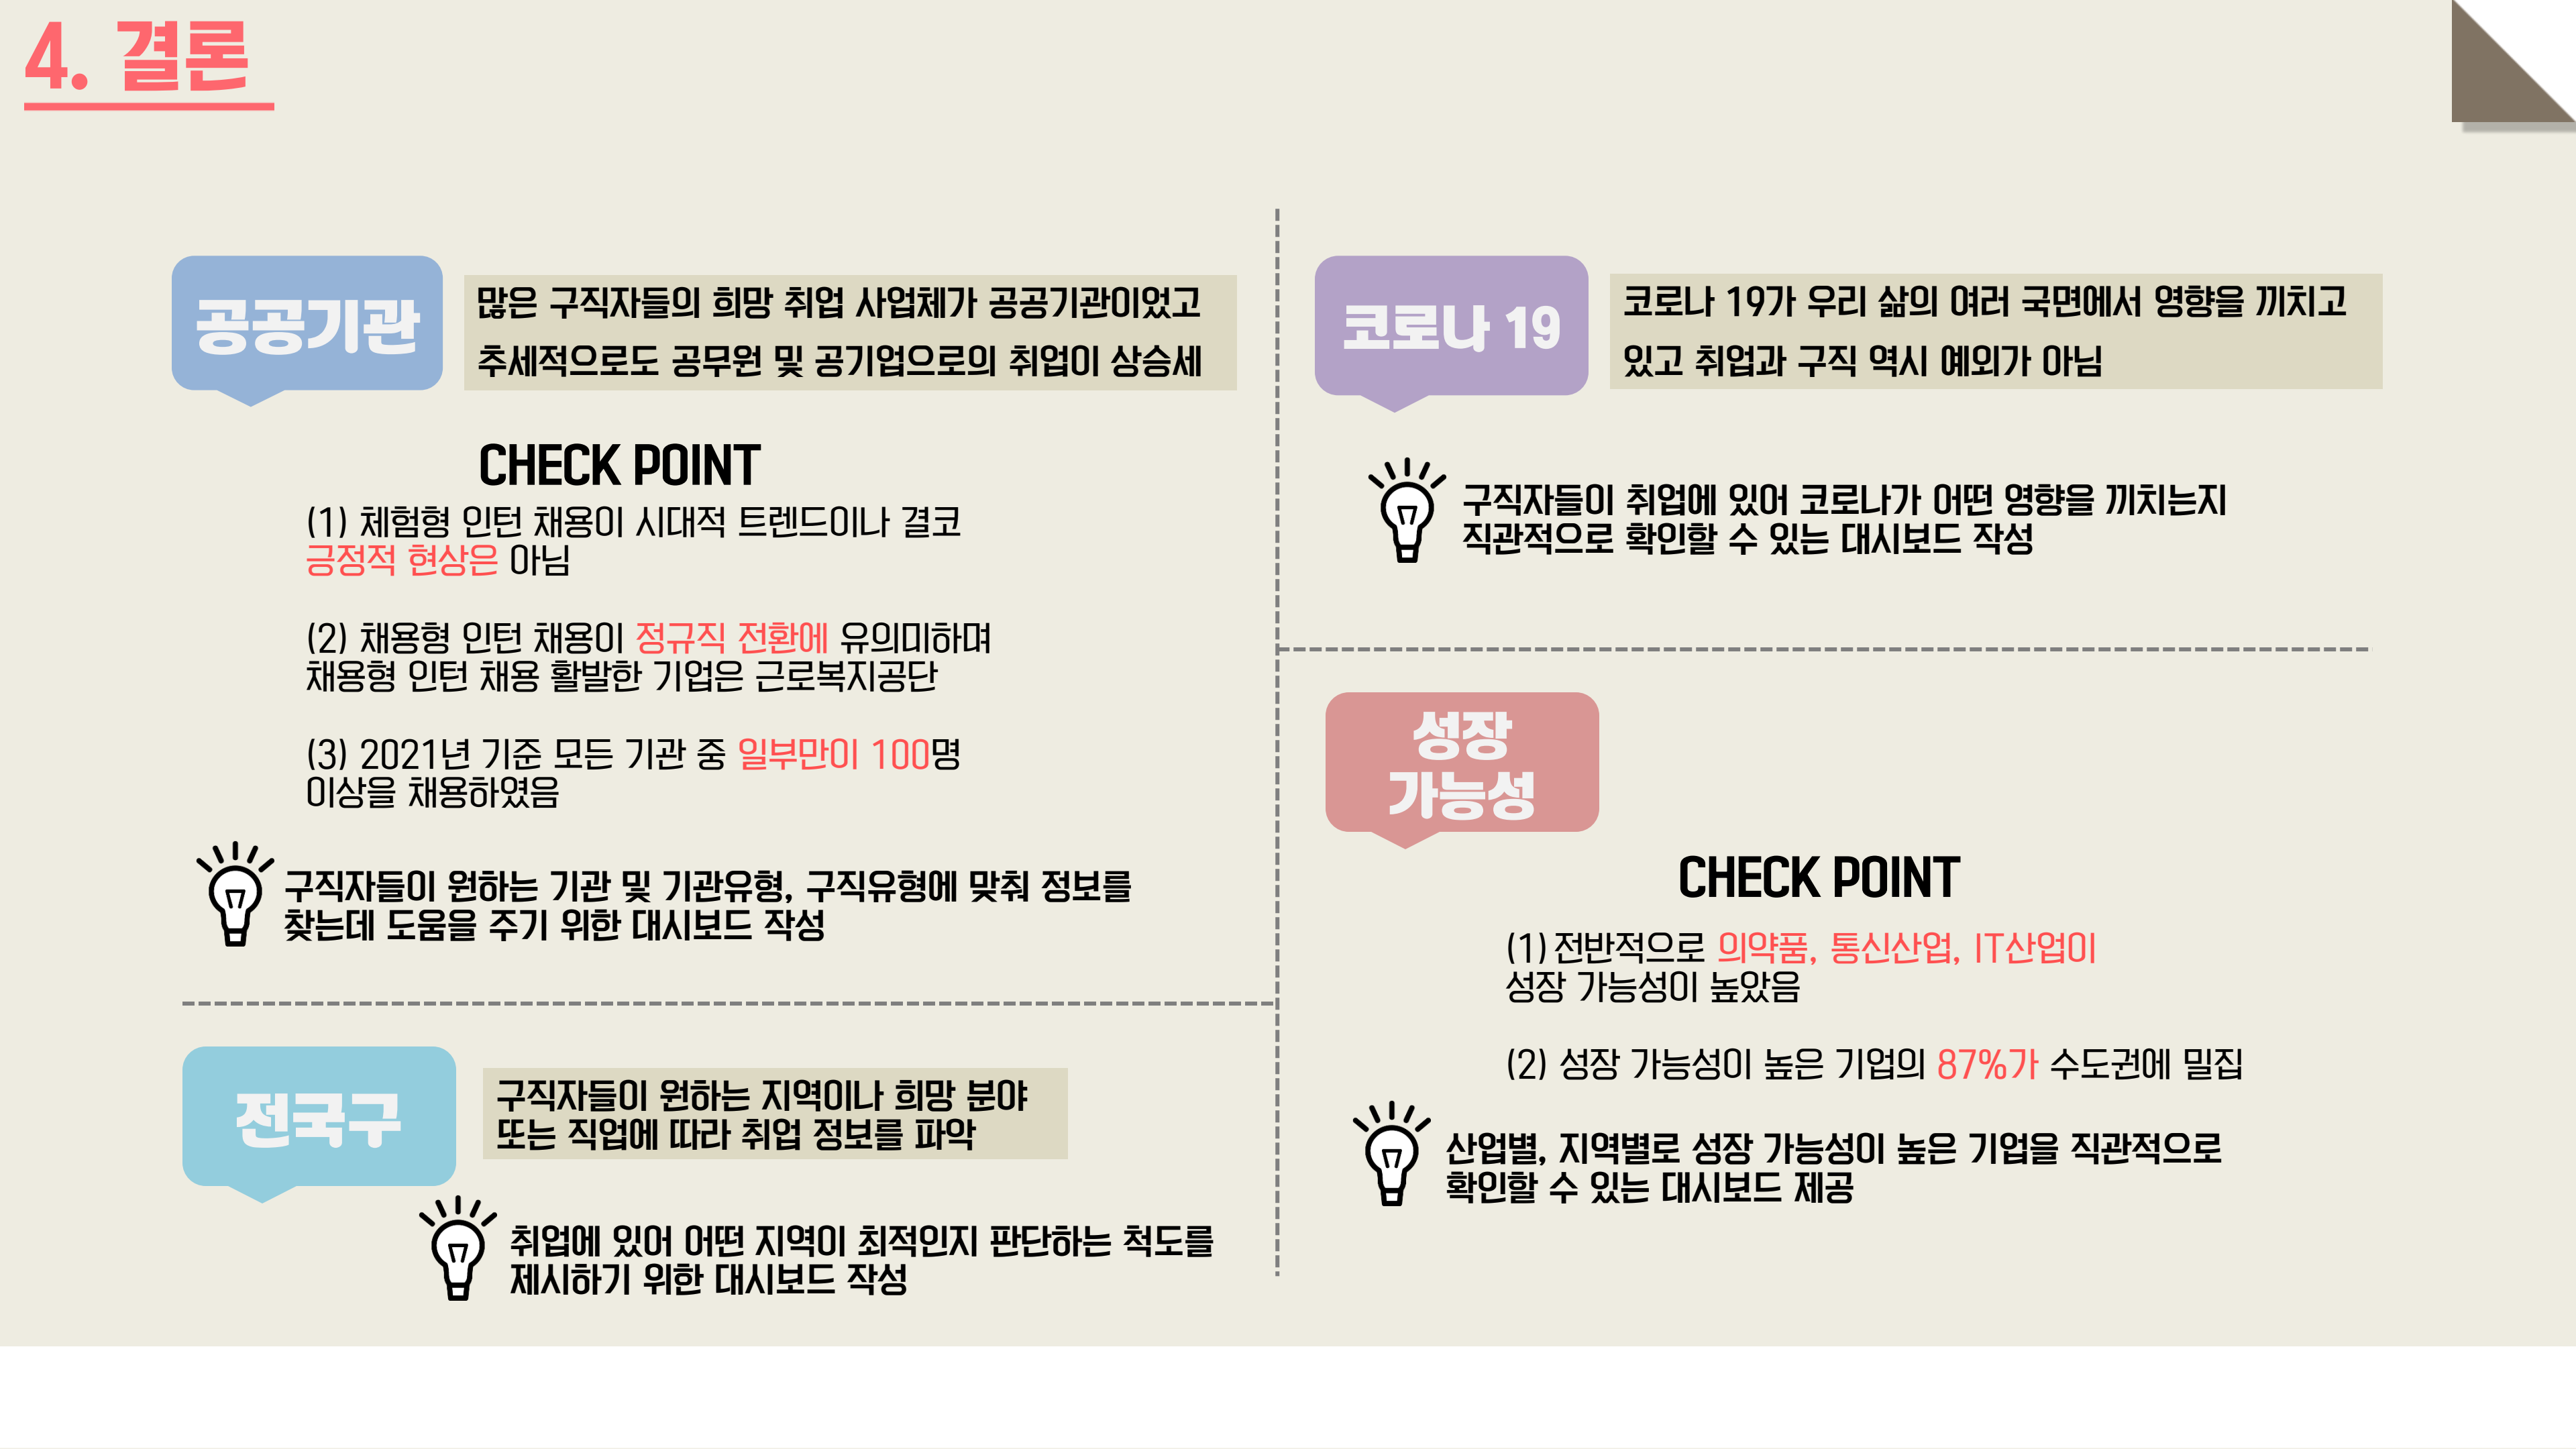 4. 결론
공공기관
많은 구직자들의 희망 취업 사업체가 공공기관이었고
추세적으로도 공무원 및 공기업으로의 취업이 상승세
CHECK POINT
(1) 체험형 인턴 채용이 시대적 트렌드이나 결코
긍정적 현상은 아님
(2) 채용형 인턴 채용이 정규직 전환에 유의미하며
채용형 인턴 채용 활발한 기업은 근로복지공단
(3) 2021년 기준 모든 기관 중 일부만이 100명
이상을 채용하였음
구직자들이 원하는 기관 및 기관유형, 구직유형에 맞춰 정보를
찾는데 도움을 주기 위한 대시보드 작성
전국구
구직자들이 원하는 지역이나 희망 분야
또는 직업에 따라 취업 정보를 파악
취업에 있어 어떤 지역이 최적인지 판단하는 척도를
제시하기 위한 대시보드 작성
코로나 19
코로나 19가 우리 삶의 여러 국면에서 영향을 끼치고
있고 취업과 구직 역시 예외가 아님
구직자들이 취업에 있어 코로나가 어떤 영향을 끼치는지
직관적으로 확인할 수 있는 대시보드 작성
성장
가능성
CHECK POINT
(1) 전반적으로 의약품, 통신산업, IT산업이
성장 가능성이 높았음
(2) 성장 가능성이 높은 기업의 87%가 수도권에 밀집
산업별, 지역별로 성장 가능성이 높은 기업을 직관적으로
확인할 수 있는 대시보드 제공